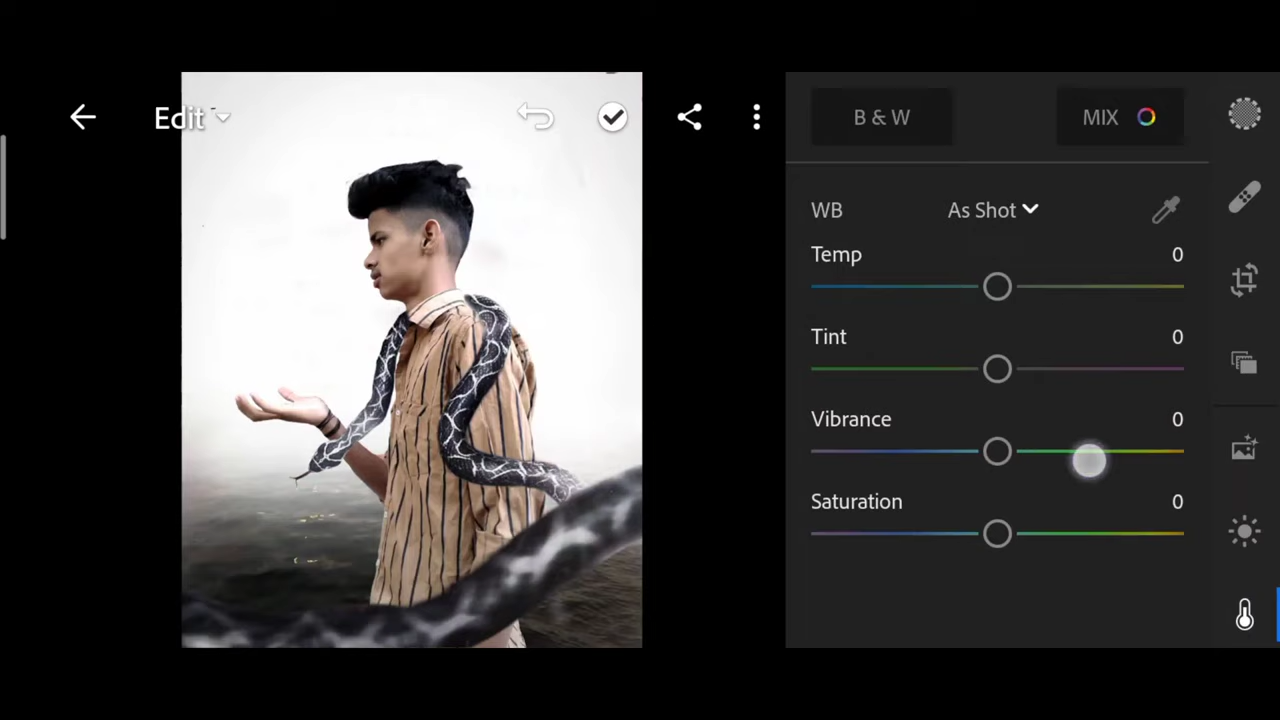 Edit
B & W
MIX
WB
As Shot
Temp
0
Tint
0
Vibrance
0
Saturation
0